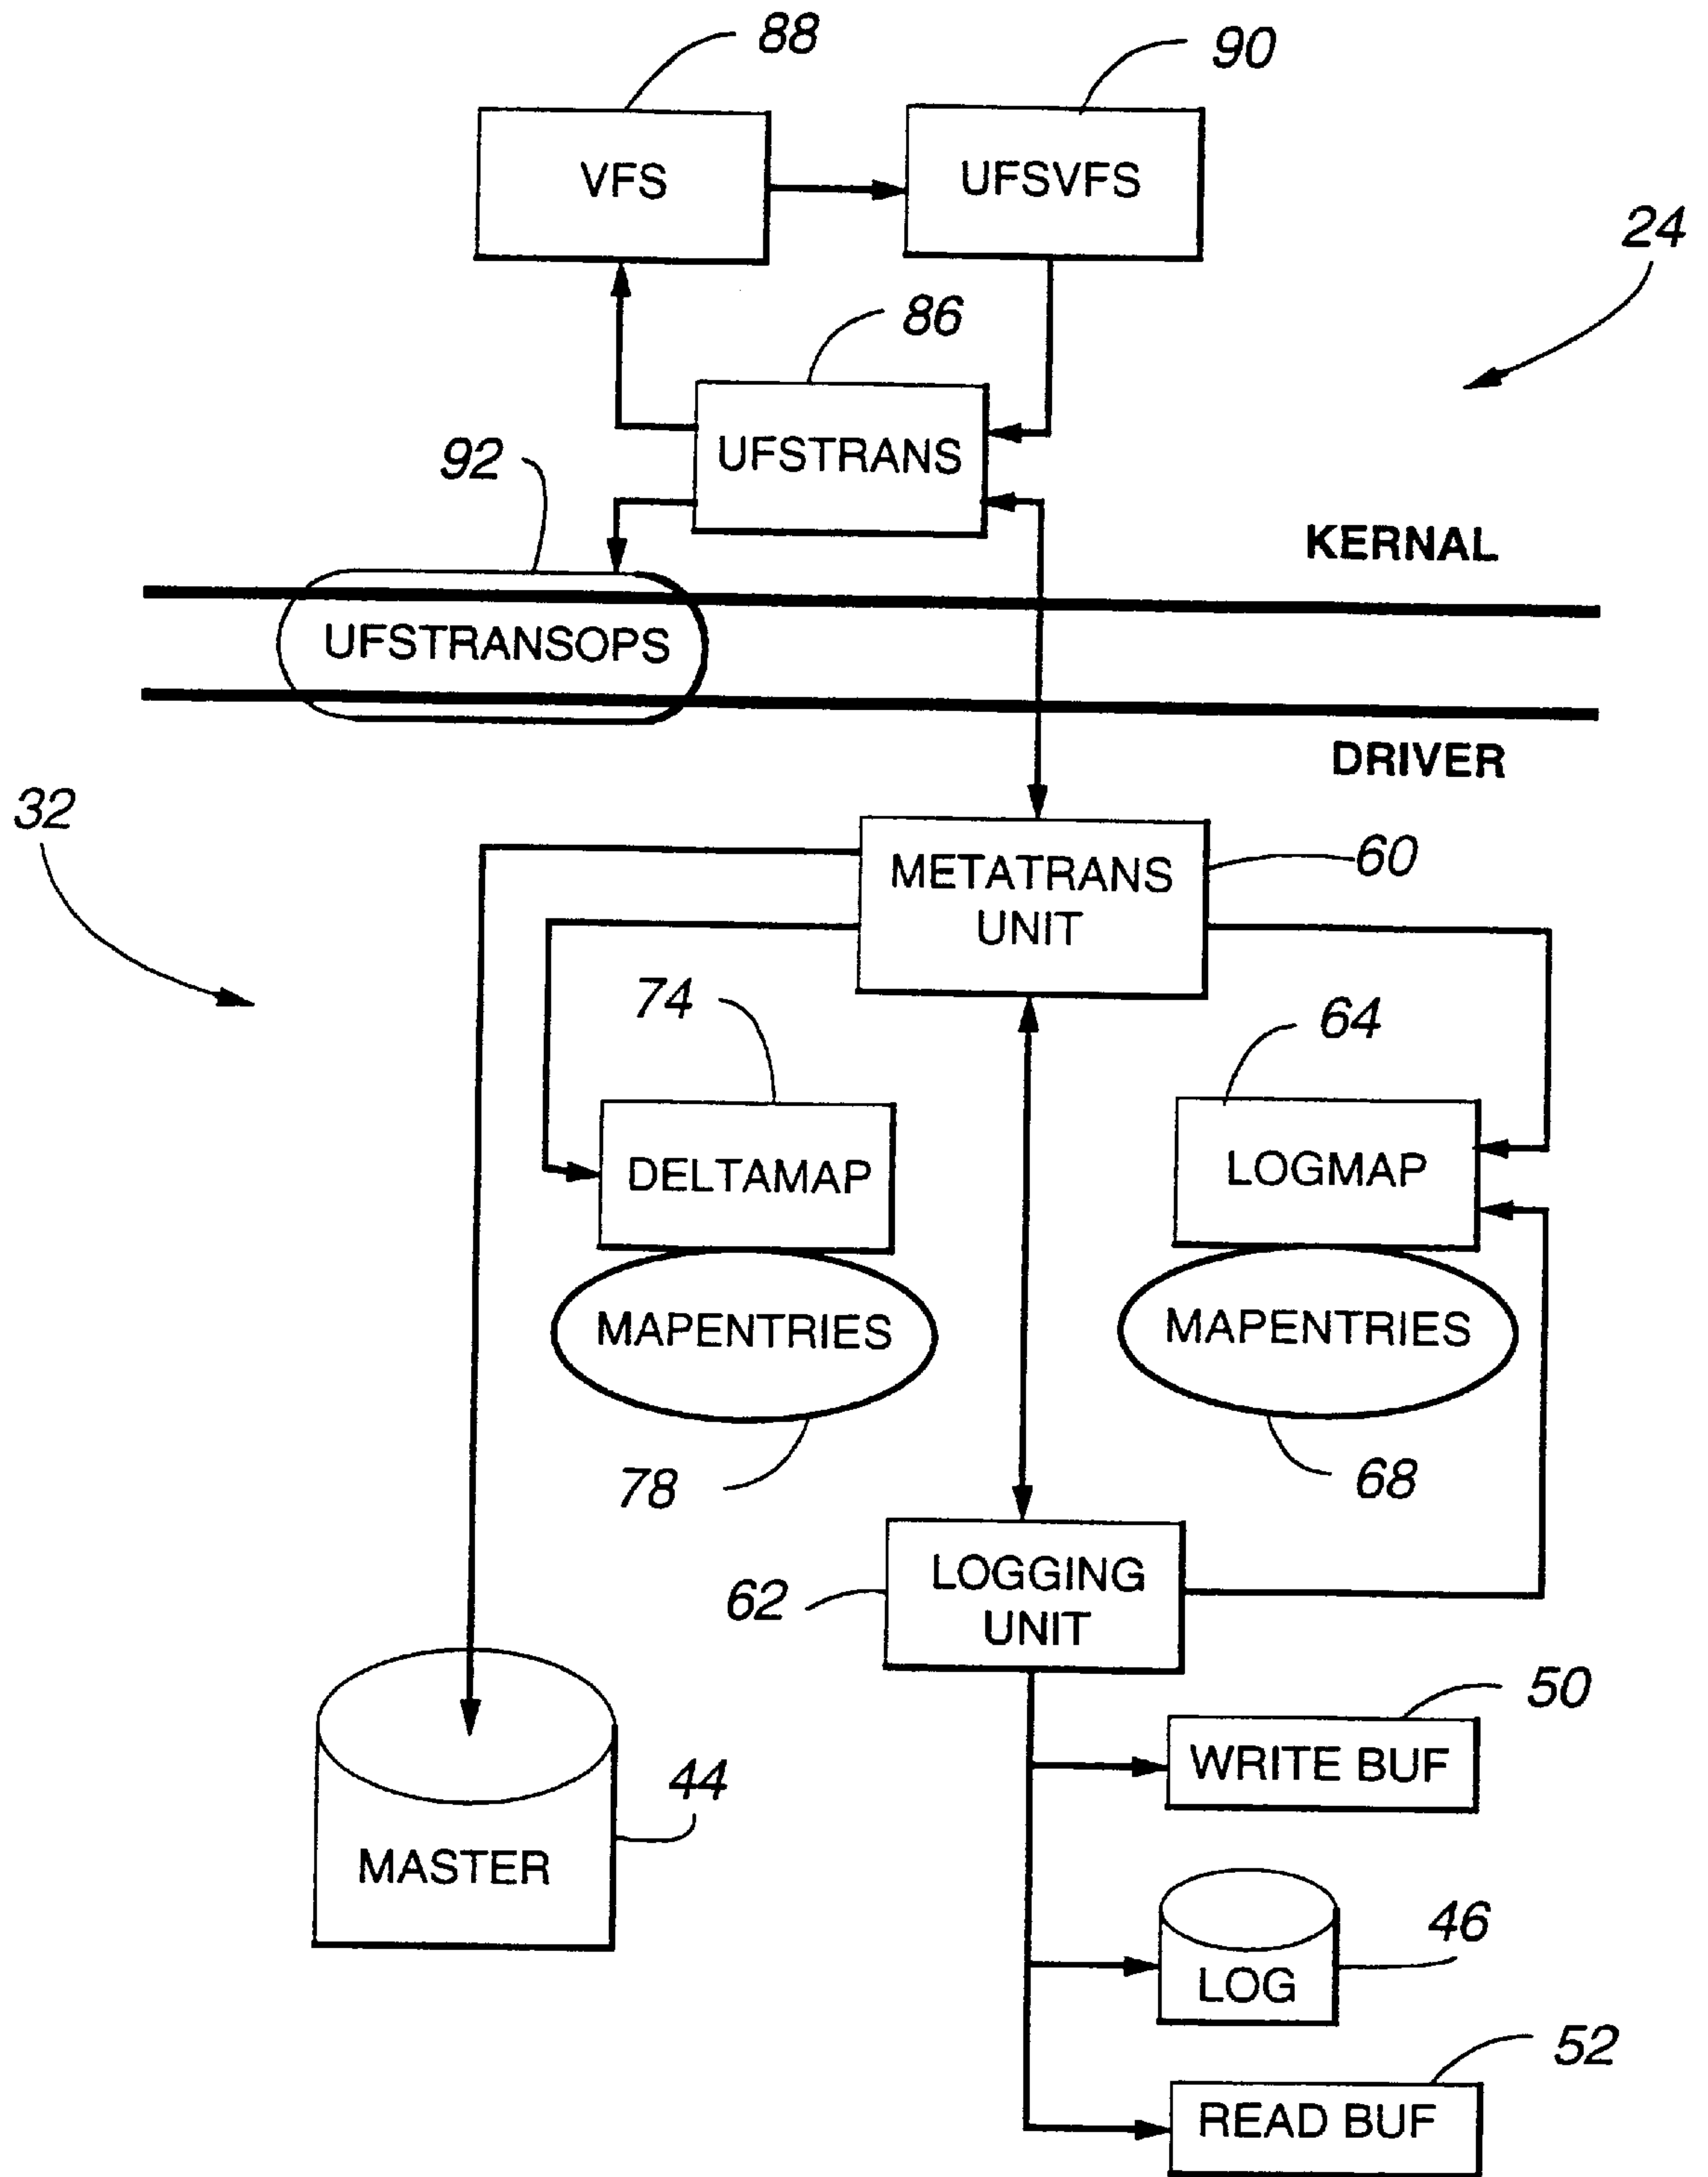 88
90
VFS
UFSVFS
24
86
UFSTRANS
92
KERNAL
UFSTRANSOPS
DRIVER
32
METATRANS
UNIT
60
74
64
DELTAMAP
LOGMAP
MAPENTRIES
MAPENTRIES
78
68
LOGGING
UNIT
62
50
WRITE BUF
44
MASTER
46
LOG
52
READ BUF